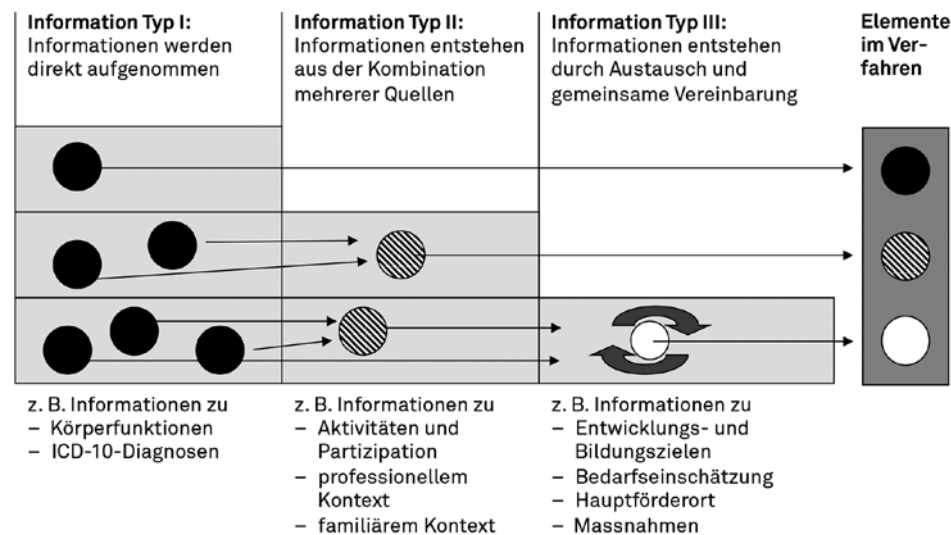 Information Typ I:
Informationen werden
direkt aufgenommen
Information Typ II:
Informationen entstehen
aus der Kombination
mehrerer Quellen
Information Typ III:
Informationen entstehen
durch Austausch und
gemeinsame Vereinbarung
Elemente
im Ver-
fahren
z. B. Informationen zu
– Körperfunktionen
– ICD-10-Diagnosen
z. B. Informationen zu
– Aktivitäten und
Partizipation
– professionellem
Kontext
– familiärem Kontext
z. B. Informationen zu
– Entwicklungs- und
Bildungszielen
– Bedarfseinschätzung
– Hauptförderort
– Massnahmen